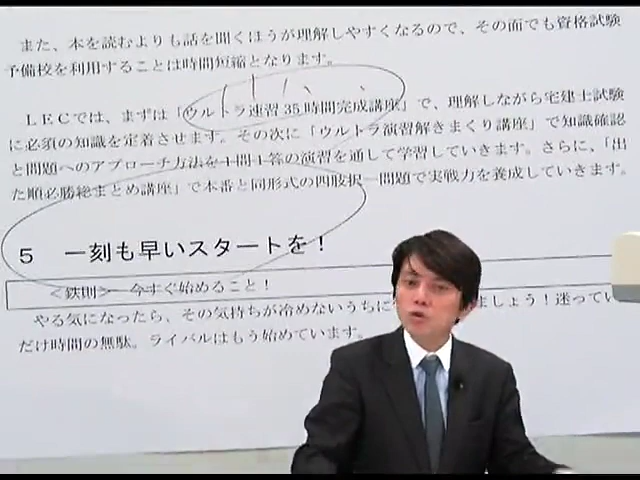 また、本を読むよりも話を聞くほうが理解しやすくなるので、その面でも資格試験
予備校を利用することは時間短縮となります。
LECでは、まずは「ウルトラ速習35時間完成講座」で、理解しながら宅建士試験
に必須の知識を定着させます。その次に「ウルトラ演習解きまくり講座」で知識確認
と問題へのアプローチ方法を1問1答の演習を通して学習していきます。さらに、「出
た順必勝総まとめ講座」で本番と同形式の四肢択一問題で実戦力を養成していきます。
5 一刻も早いスタートを！
＜鉄則＞ 今すぐ始めること！
やる気になったら、その気持ちが冷めないうちに ましょう！迷ってい
だけ時間の無駄。ライバルはもう始めています。